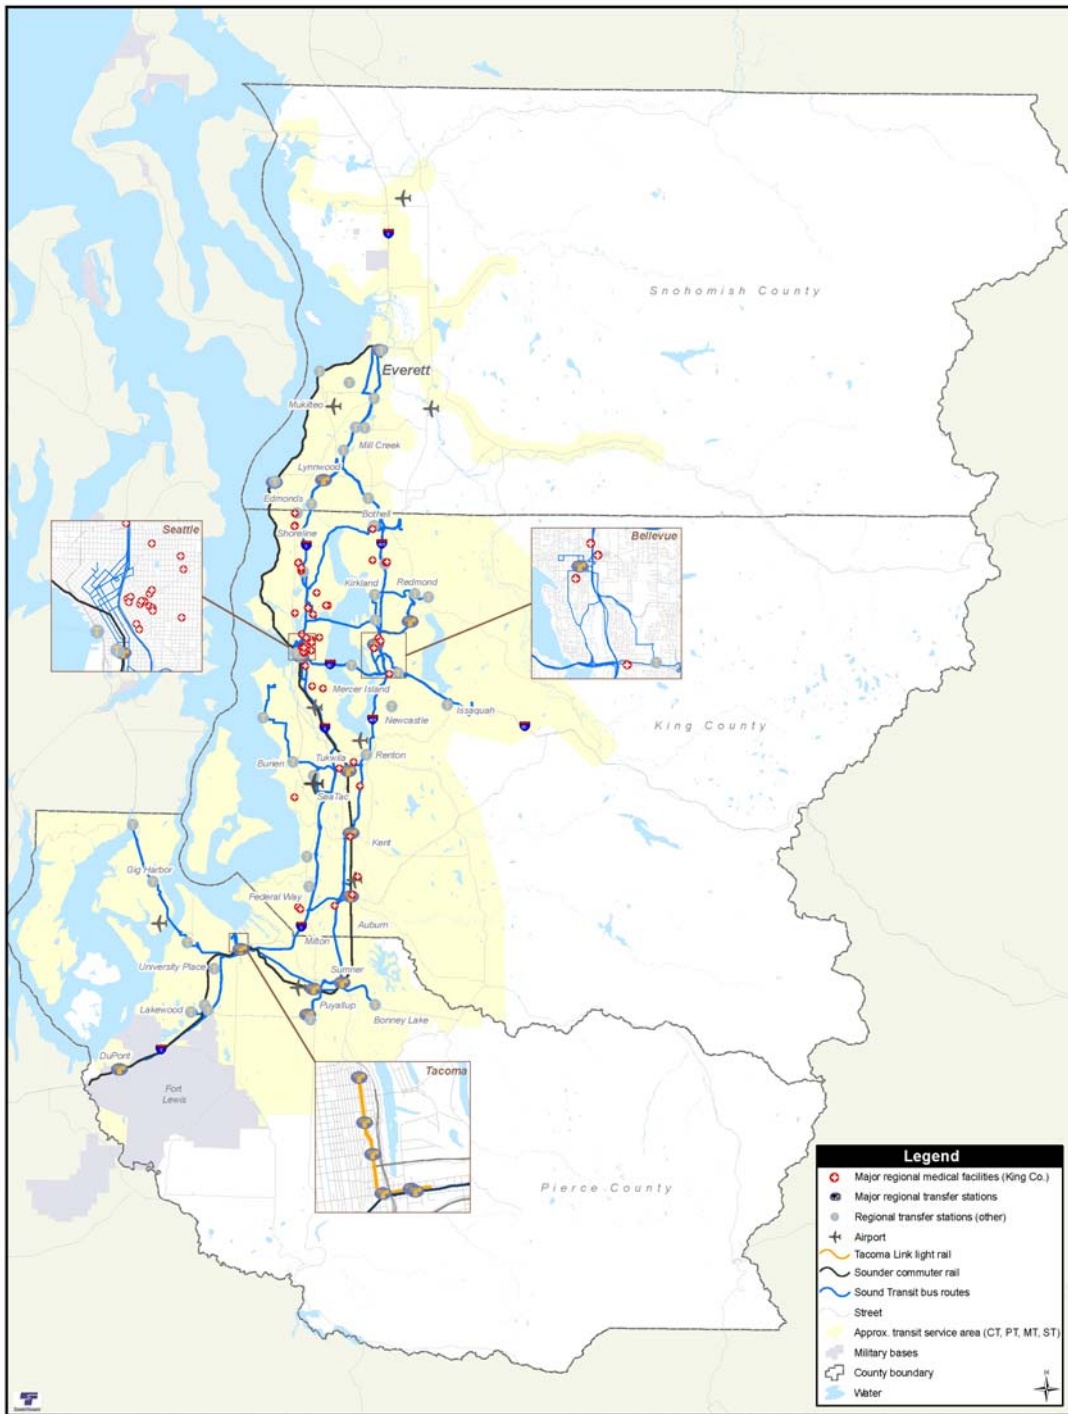 Snohomish County
Everett
Mukilteo
Mill Creek
Lynnwood
Edmonds
Bothell
Seattle
Shoreline
Bellevue
Kirkland
Redmond
Mercer Island
Issaquah
Newcastle
King County
Burien
Tukwila
Renton
SeaTac
Kent
Gig Harbor
Federal Way
Auburn
Milton
University Place
Sumner
Lakewood
Puyallup
Bonney Lake
DuPont
Fort
Lewis
Tacoma
Pierce County
Legend
Major regional medical facilities (King Co.)
Major regional transfer stations
Regional transfer stations (other)
Airport
Tacoma Link light rail
Sounder commuter rail
Sound Transit bus routes
Street
Approx. transit service area (CT, PT, MT, ST)
Military bases
County boundary
Water
N